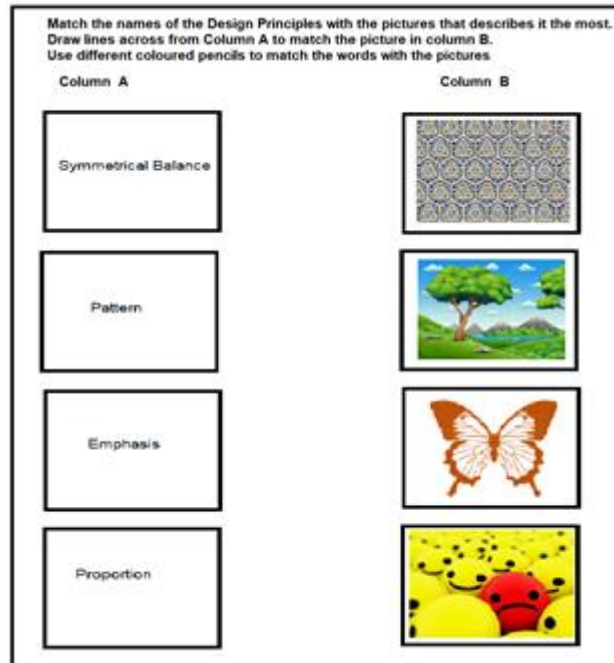 Match the names of the Design Principles with the pictures that describes it the most.
Draw lines across from Column A to match the picture in column B.
Use different coloured pencils to match the words with the pictures
Column A
Column B
Symmetrical Balance
Pattern
Emphasis
Proportion